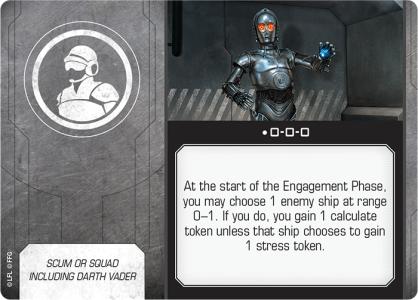 •0-0-0
At the start of the Engagement Phase,
you may choose 1 enemy ship at range
0–1. If you do, you gain 1 calculate
token unless that ship chooses to gain
1 stress token.
SCUM OR SQUAD
INCLUDING DARTH VADER
© LFL © FFG